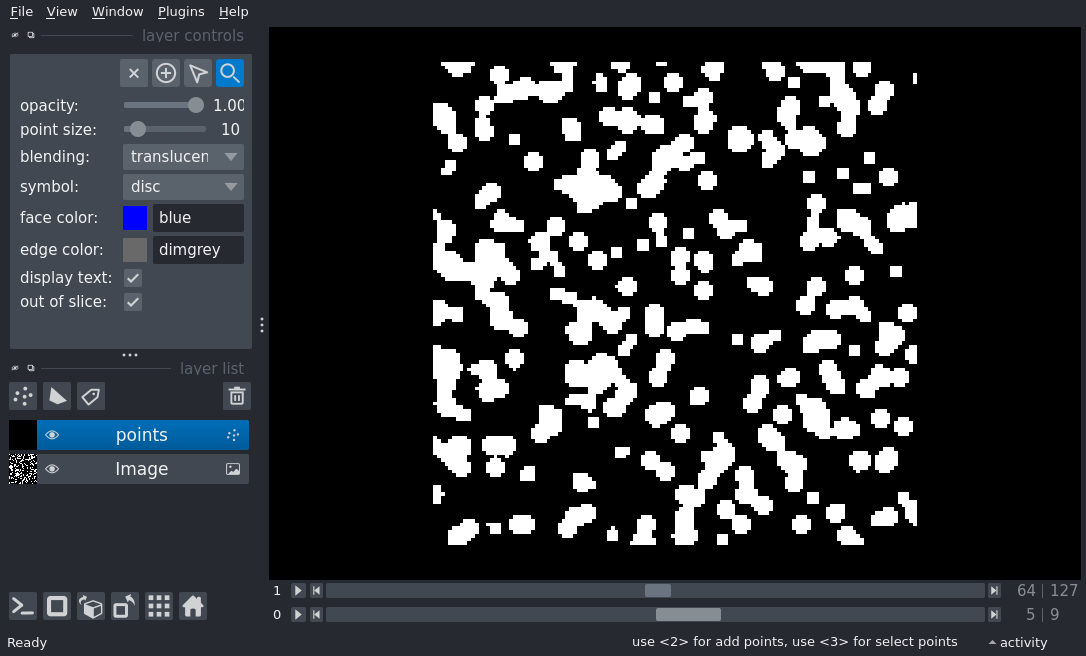 File View Window Plugins Help
layer controls
opacity: 1.00
point size: 10
blending: translucen
symbol: disc
face color: blue
edge color: dimgrey
display text:
out of slice:
layer list
points
Image
1 64 | 127
0 5 | 9
Ready use <2> for add points, use <3> for select points activity